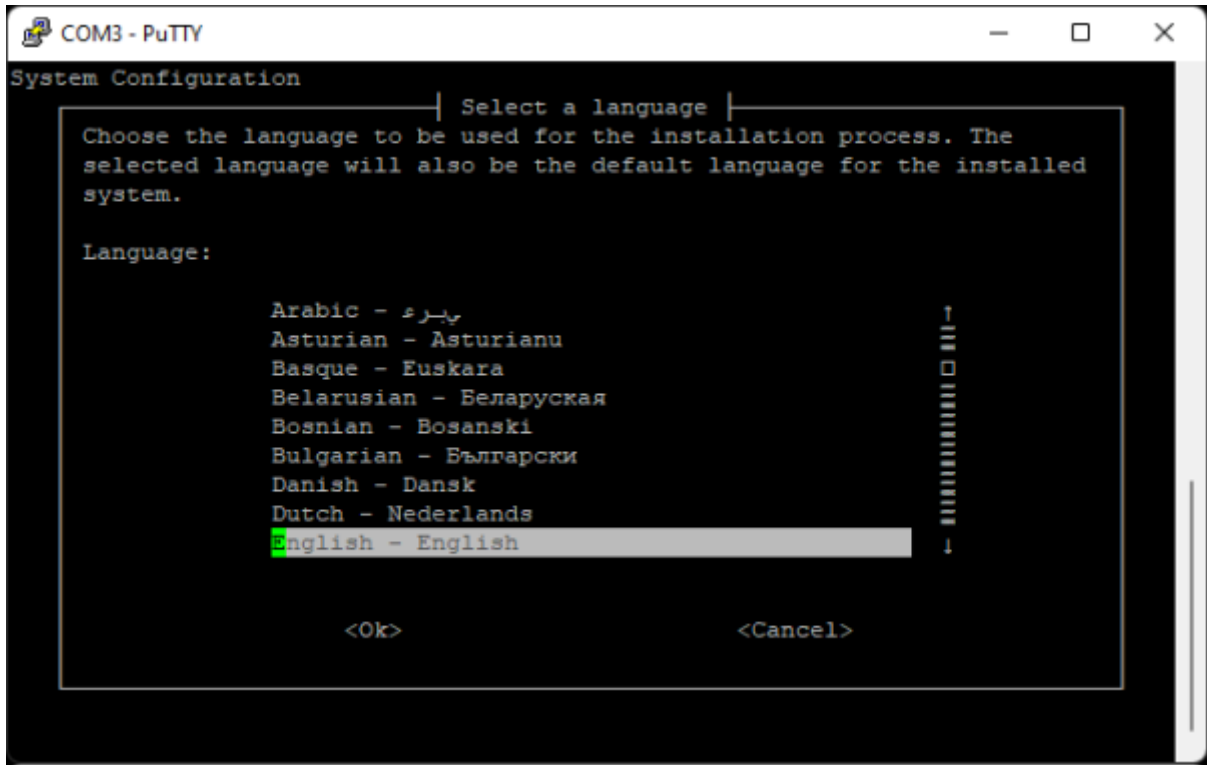 COM3 - PuTTY
System Configuration
Select a language
Choose the language to be used for the installation process. The
selected language will also be the default language for the installed
system.
Language:
Arabic - عربي
Asturian - Asturianu
Basque - Euskara
Belarusian - Беларуская
Bosnian - Bosanski
Bulgarian - Български
Danish - Dansk
Dutch - Nederlands
English - English
<Ok> <Cancel>